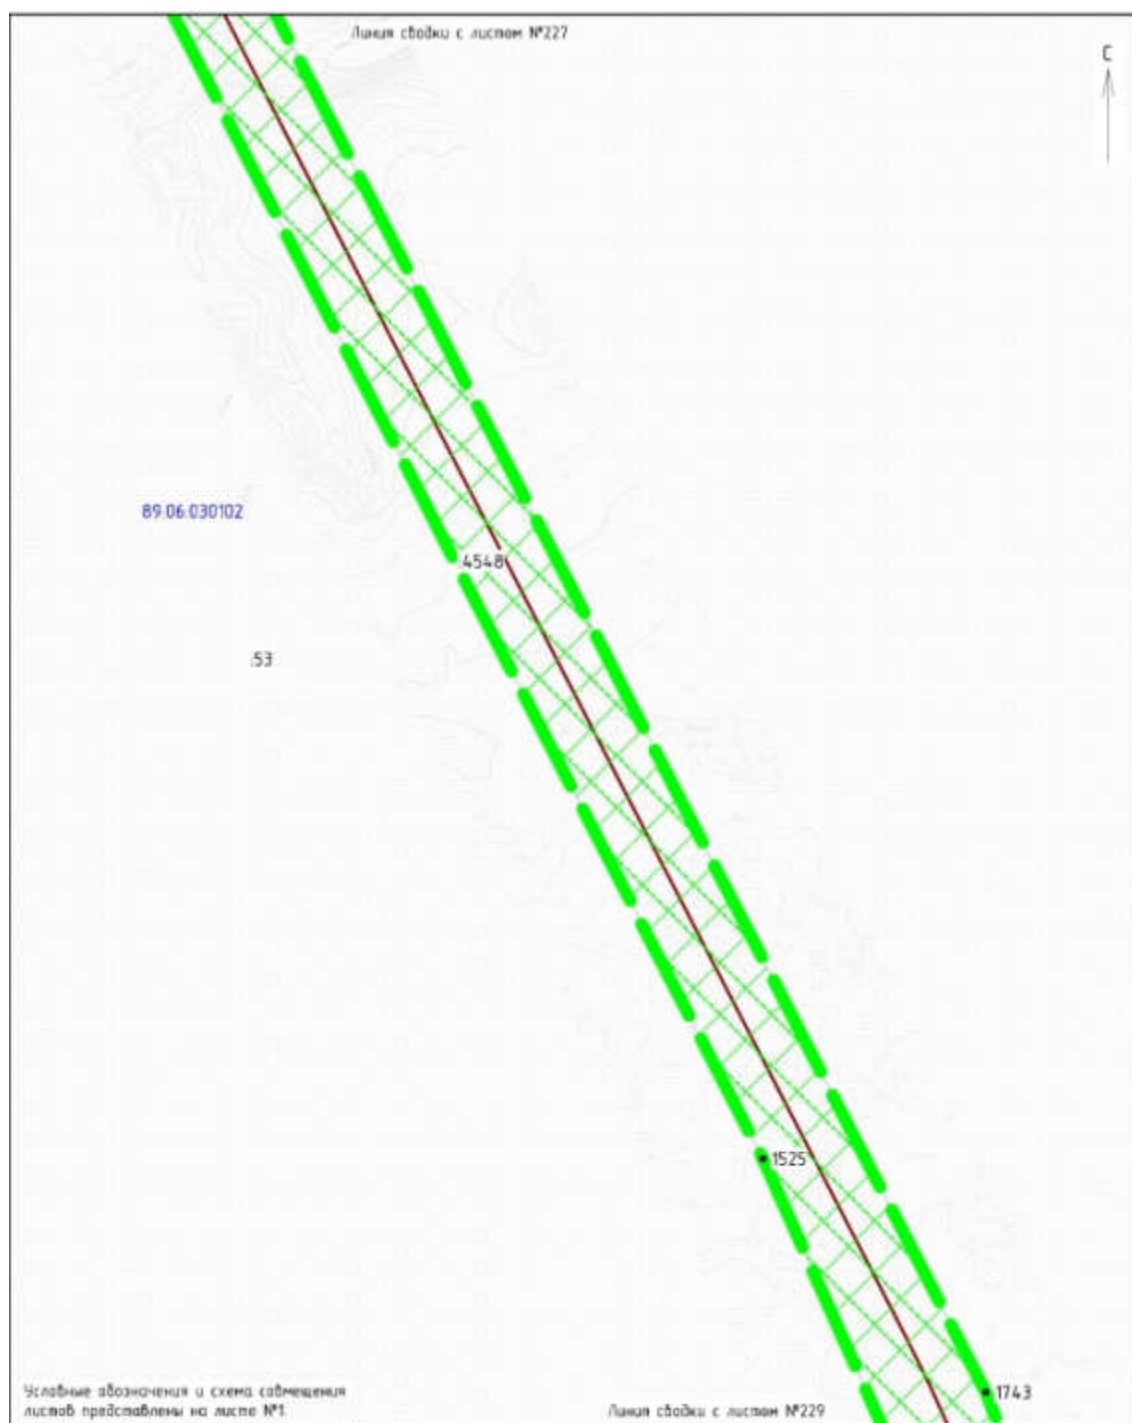 Линия сводки с листом №227
С
89:06:030102
:4548
:53
1525
1743
Условные обозначения и схема совмещения
листов представлены на листе №1.
Линия сводки с листом №229